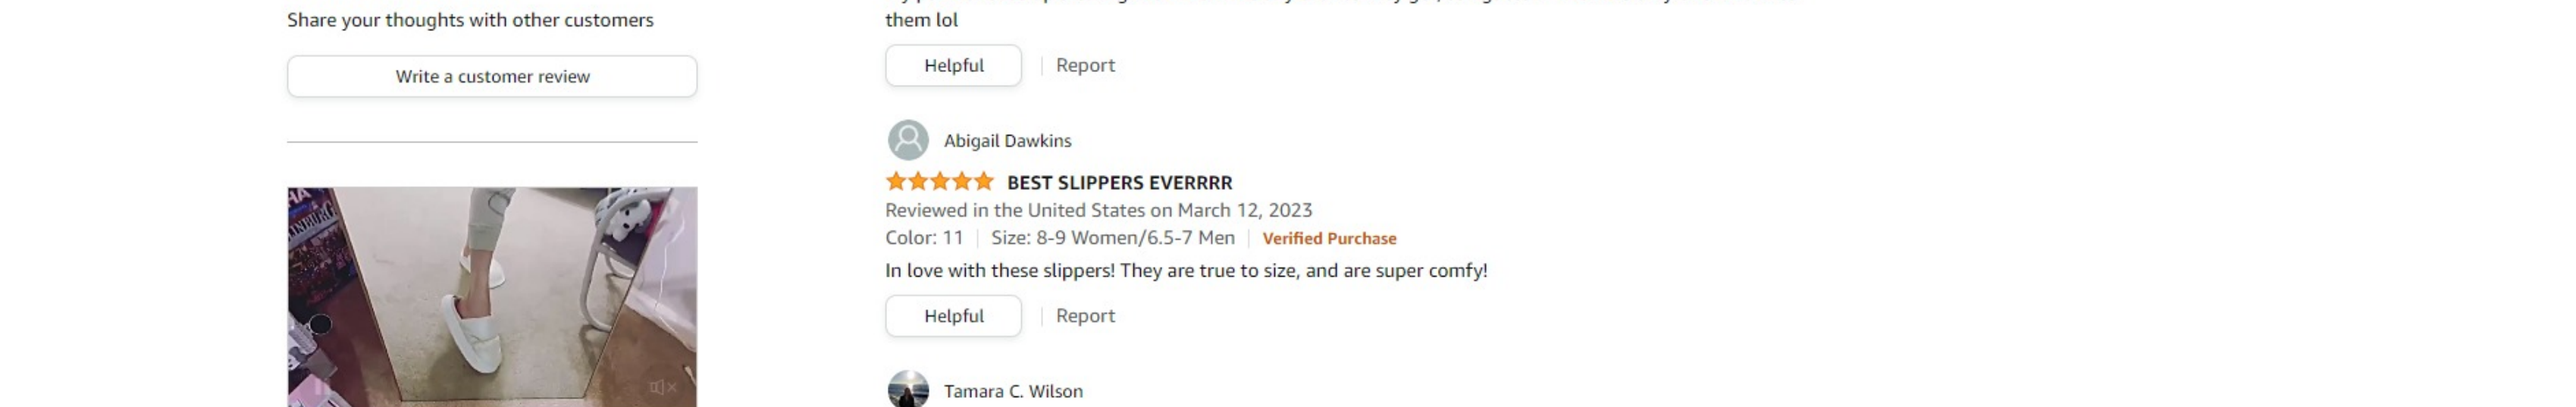 Share your thoughts with other customers
Write a customer review
them lol
Helpful | Report
Abigail Dawkins
BEST SLIPPERS EVERRRR
Reviewed in the United States on March 12, 2023
Color: 11 | Size: 8-9 Women/6.5-7 Men | Verified Purchase
In love with these slippers! They are true to size, and are super comfy!
Helpful | Report
Tamara C. Wilson